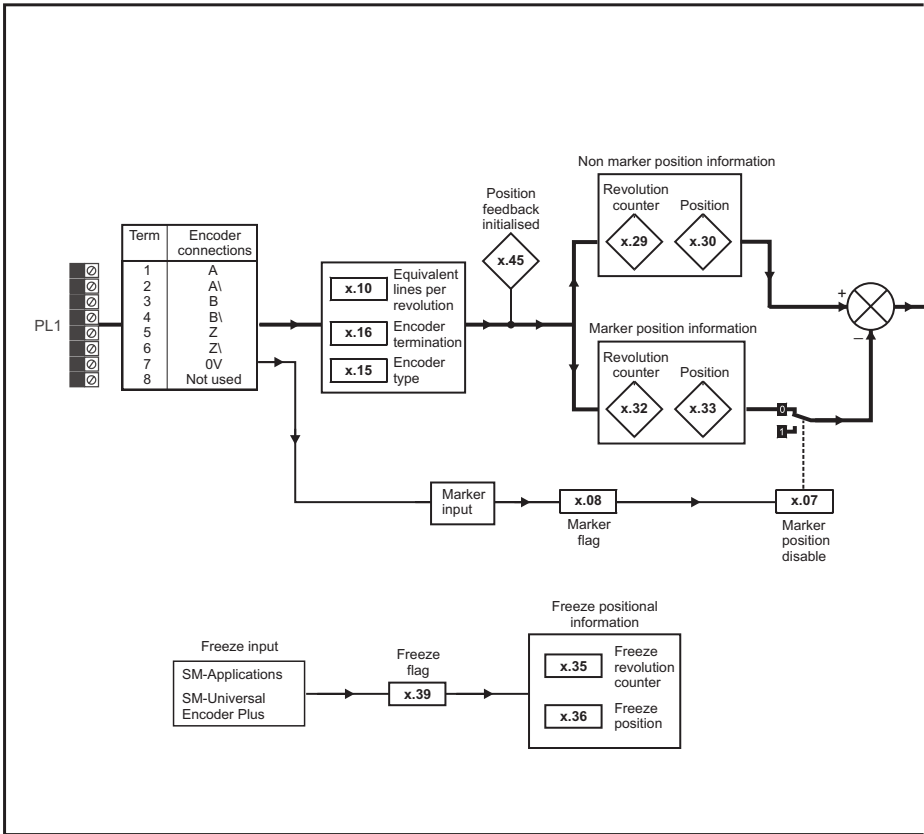 Non marker position information
Revolution counter
Position
x.29
x.30
Position feedback initialised
x.45
Term
Encoder connections
1 A
2 A\
3 B
4 B\
5 Z
6 Z\
7 0V
8 Not used
PL1
x.10
Equivalent lines per revolution
x.16
Encoder termination
x.15
Encoder type
+
–
Marker position information
Revolution counter
Position
x.32
x.33
0
1
Marker input
x.08
Marker flag
x.07
Marker position disable
Freeze input
SM-Applications
SM-Universal Encoder Plus
Freeze flag
x.39
Freeze positional information
x.35
Freeze revolution counter
x.36
Freeze position